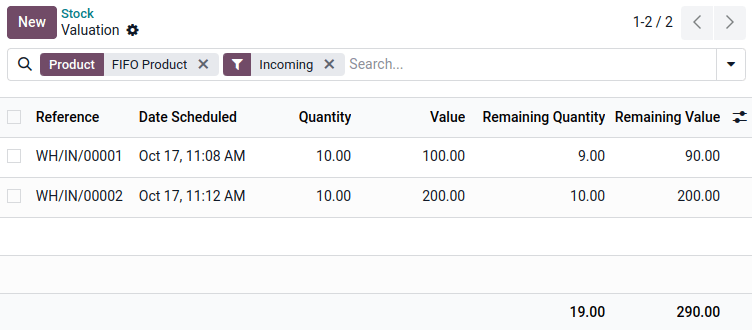 New
Stock
Valuation
1-2 / 2
Product FIFO Product Incoming Search...
Reference Date Scheduled Quantity Value Remaining Quantity Remaining Value
WH/IN/00001 Oct 17, 11:08 AM 10.00 100.00 9.00 90.00
WH/IN/00002 Oct 17, 11:12 AM 10.00 200.00 10.00 200.00
19.00 290.00